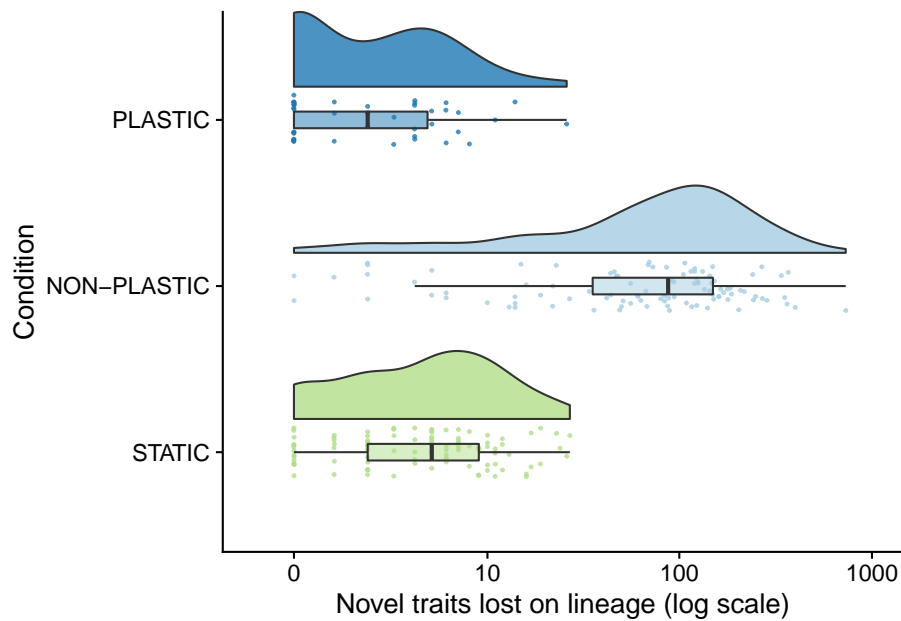 Condition
PLASTIC
NON−PLASTIC
STATIC
0 10 100 1000
Novel traits lost on lineage (log scale)